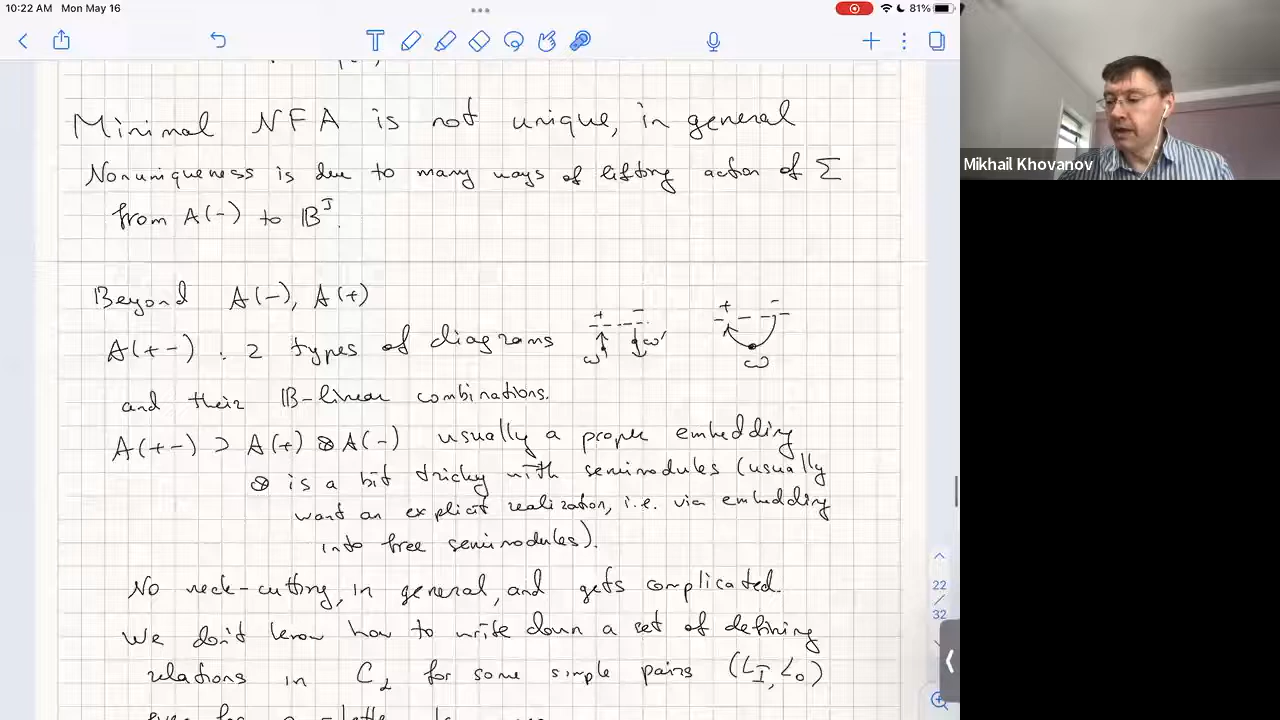 10:22 AM Mon May 16
81%
Mikhail Khovanov
Minimal NFA is not unique, in general
Nonuniqueness is due to many ways of lifting action of Σ
from A(-) to 𝔹^J.
Beyond A(-), A(+)
A(+-) : 2 types of diagrams
+ - ω ω'
+ - ω
and their 𝔹-linear combinations.
A(+-) ⊃ A(+) ⊗ A(-) usually a proper embedding
⊗ is a bit tricky with semimodules (usually
want an explicit realization, i.e. via embedding
into free semimodules).
No neck-cutting, in general, and gets complicated.
We don't know how to write down a set of defining
relations in C_α for some simple pairs (L_I, L_O)
22
/
32